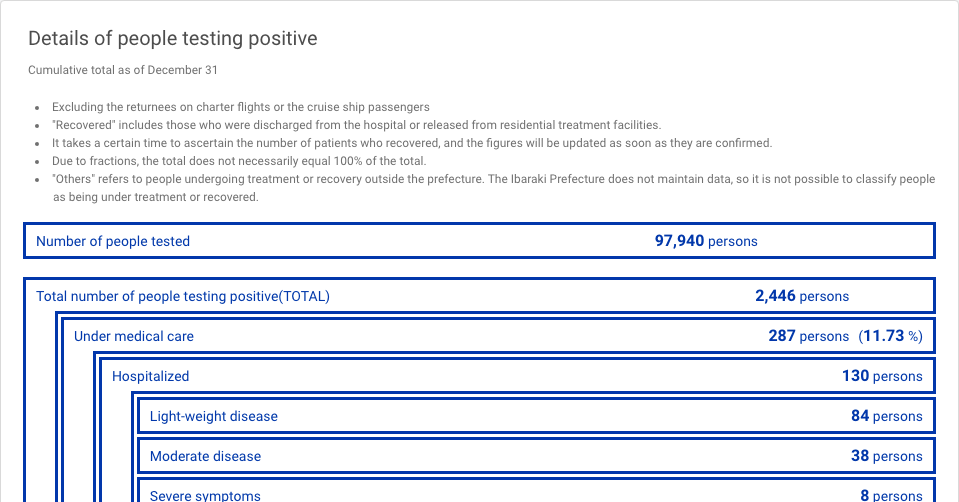 Details of people testing positive
Cumulative total as of December 31
• Excluding the returnees on charter flights or the cruise ship passengers
• "Recovered" includes those who were discharged from the hospital or released from residential treatment facilities.
• It takes a certain time to ascertain the number of patients who recovered, and the figures will be updated as soon as they are confirmed.
• Due to fractions, the total does not necessarily equal 100% of the total.
• "Others" refers to people undergoing treatment or recovery outside the prefecture. The Ibaraki Prefecture does not maintain data, so it is not possible to classify people
as being under treatment or recovered.
Number of people tested 97,940 persons
Total number of people testing positive(TOTAL) 2,446 persons
Under medical care 287 persons (11.73 %)
Hospitalized 130 persons
Light-weight disease 84 persons
Moderate disease 38 persons
Severe symptoms 8 persons